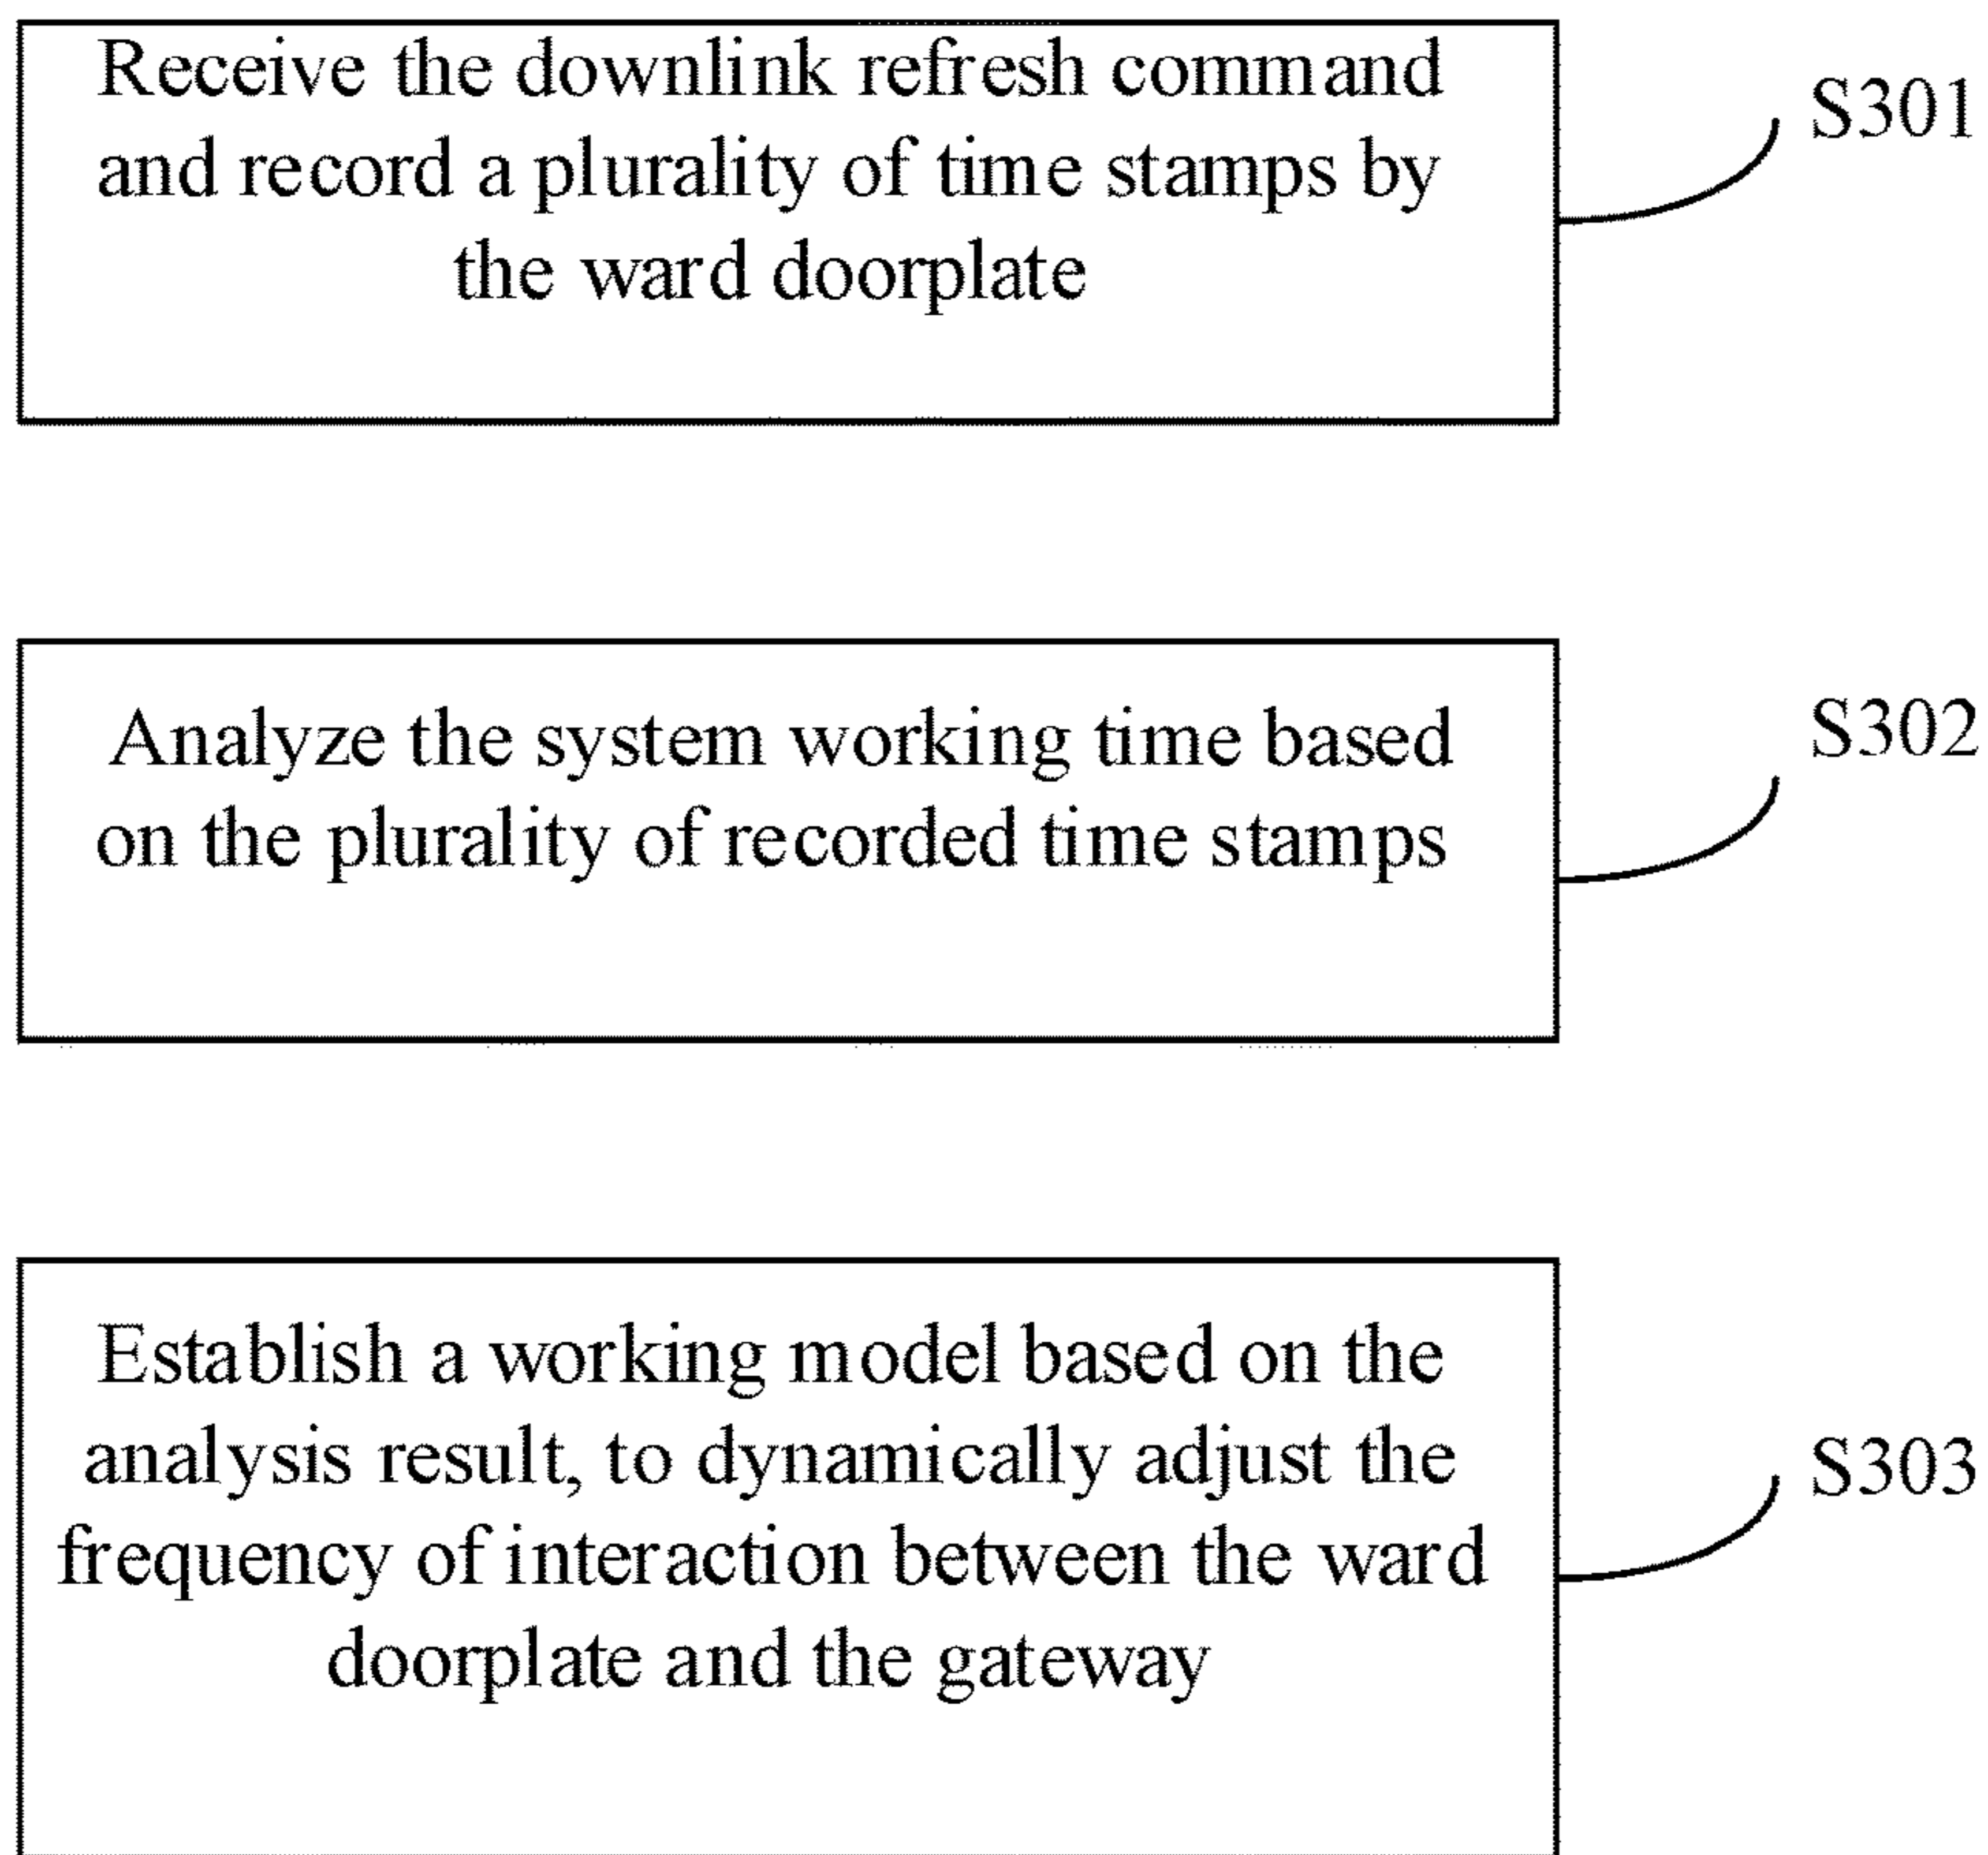 Receive the downlink refresh command
and record a plurality of time stamps by
the ward doorplate
S301
Analyze the system working time based
on the plurality of recorded time stamps
S302
Establish a working model based on the
analysis result, to dynamically adjust the
frequency of interaction between the ward
doorplate and the gateway
S303